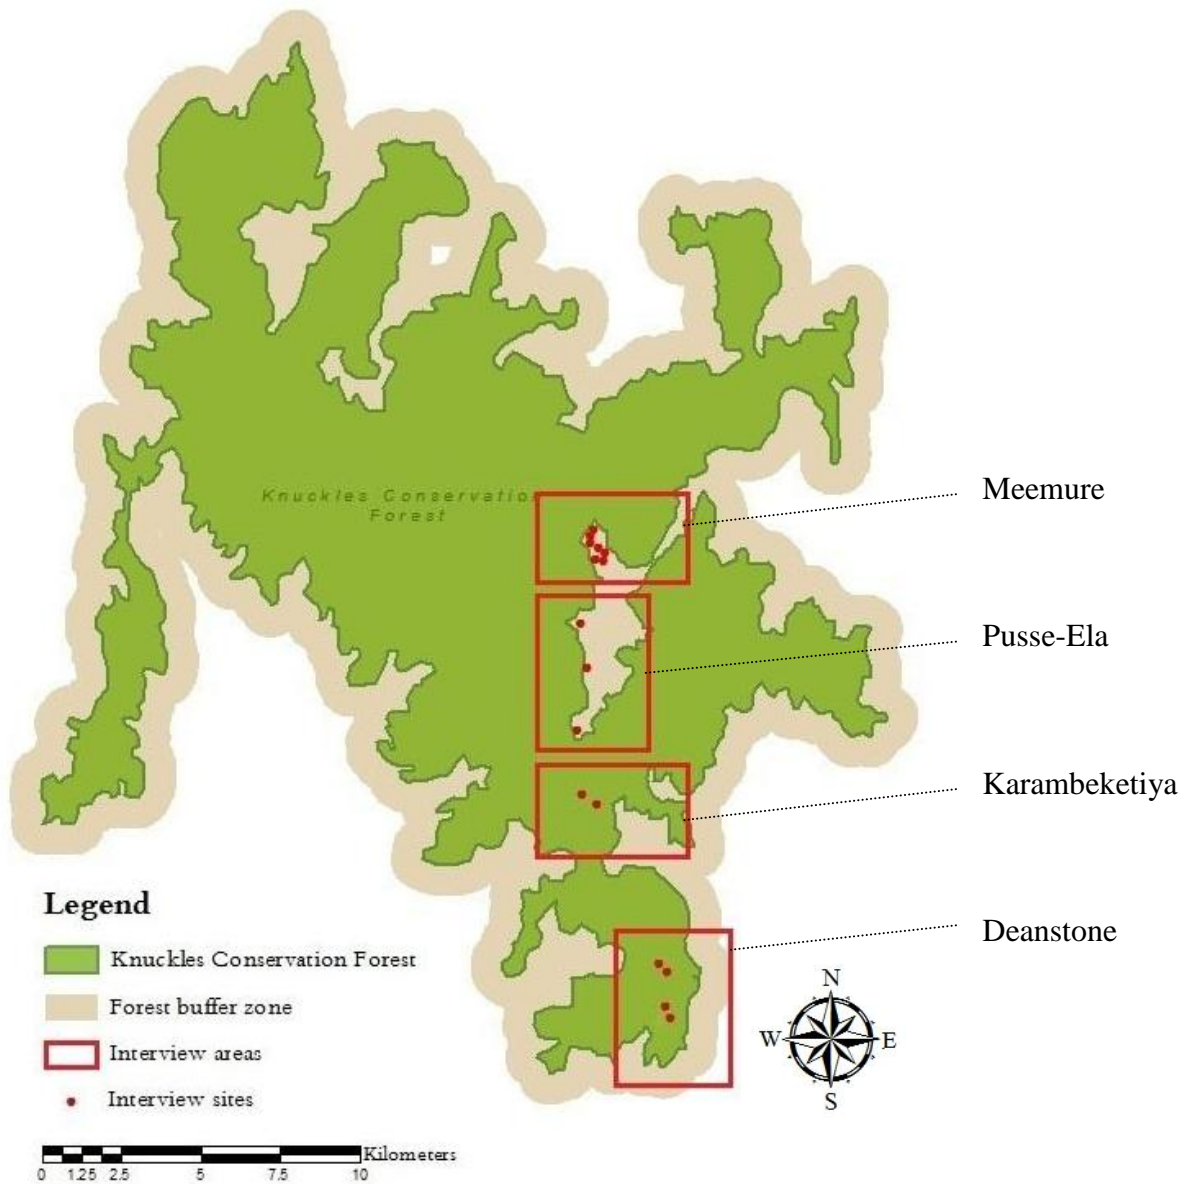 Knuckles Conservation
Forest
Meemure
Pusse-Ela
Karambeketiya
Deanstone
Legend
Knuckles Conservation Forest
Forest buffer zone
Interview areas
Interview sites
N
W E
S
Kilometers
0 1.25 2.5 5 7.5 10